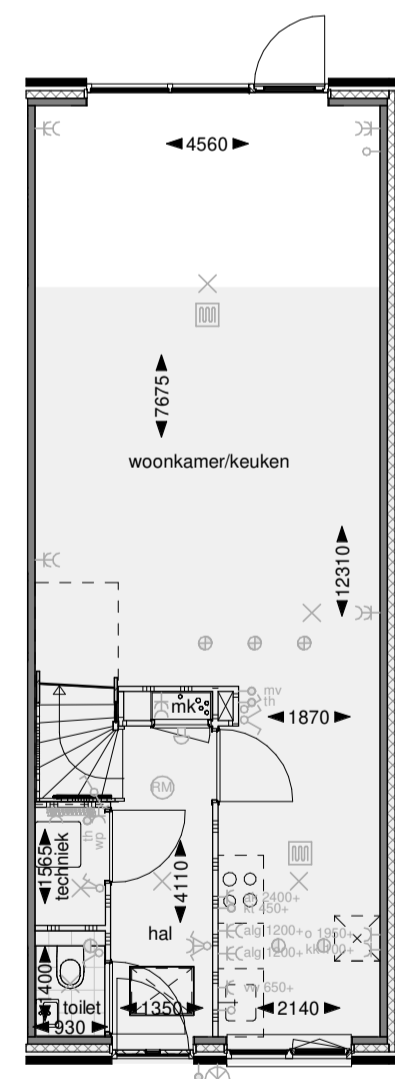 4560
7675
woonkamer/keuken
12310
mk
mv
th
1870
RM
1565
techniek
th
wp
4110
hal
2400+
kt 450+
alg 1200+
o 1950+
alg 1200+
650+
1400
toilet
930
1350
2140